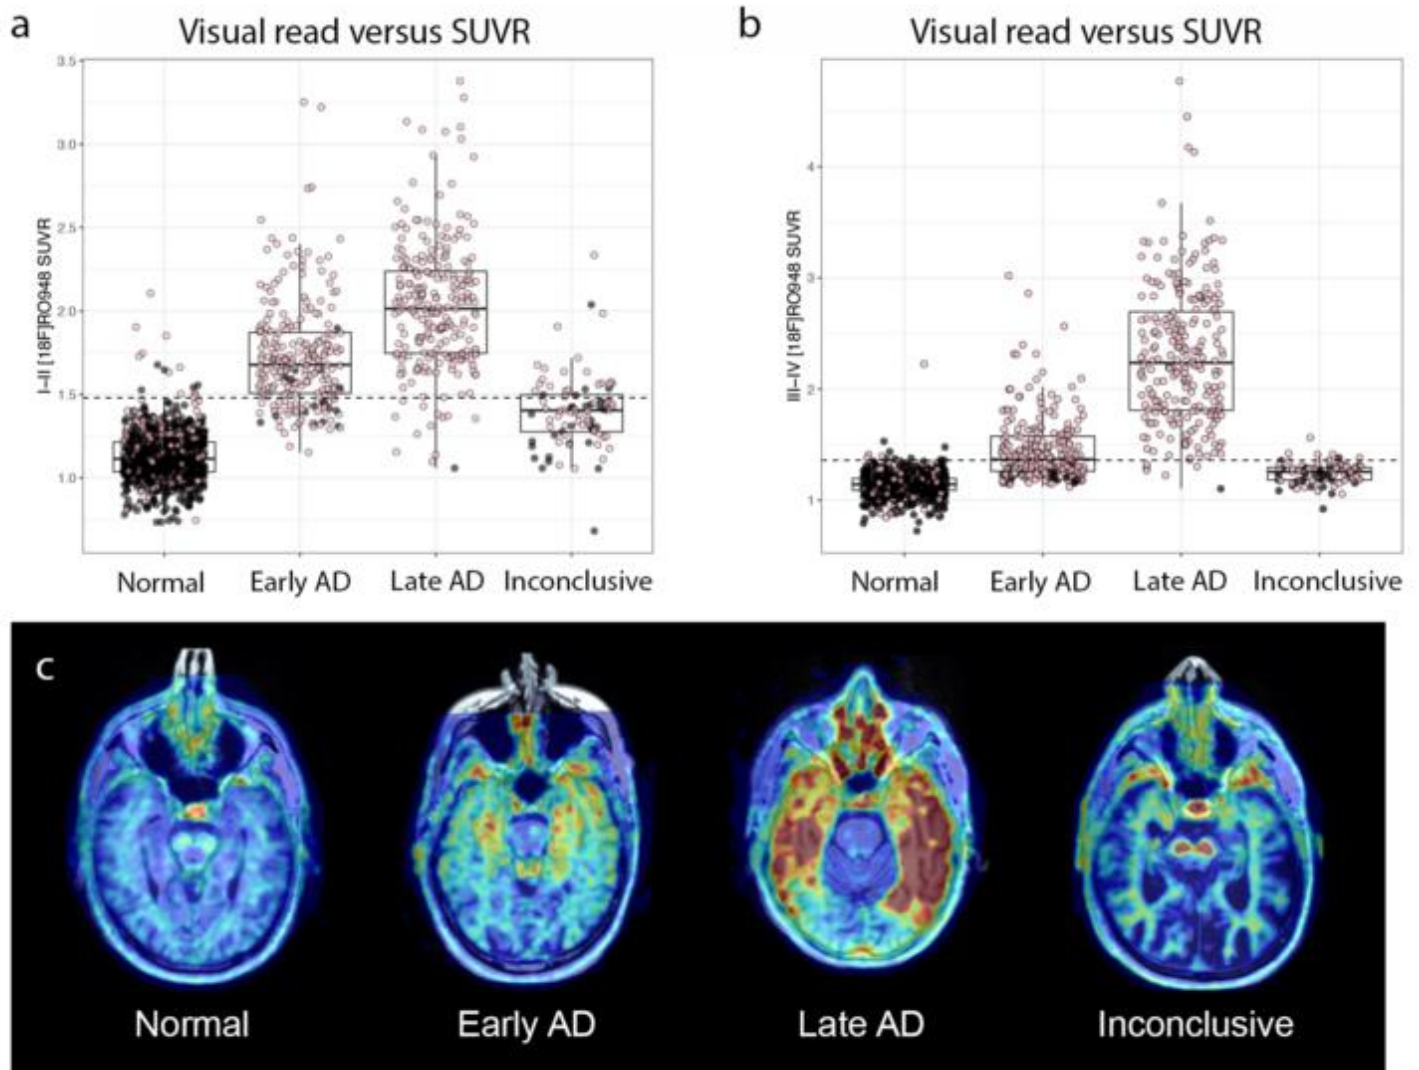 a
Visual read versus SUVR
3.5
3.0
2.5
2.0
1.5
1.0
I-II [18F]RO948 SUVR
Normal
Early AD
Late AD
Inconclusive
b
Visual read versus SUVR
4
3
2
1
III-IV [18F]RO948 SUVR
Normal
Early AD
Late AD
Inconclusive
c
Normal
Early AD
Late AD
Inconclusive